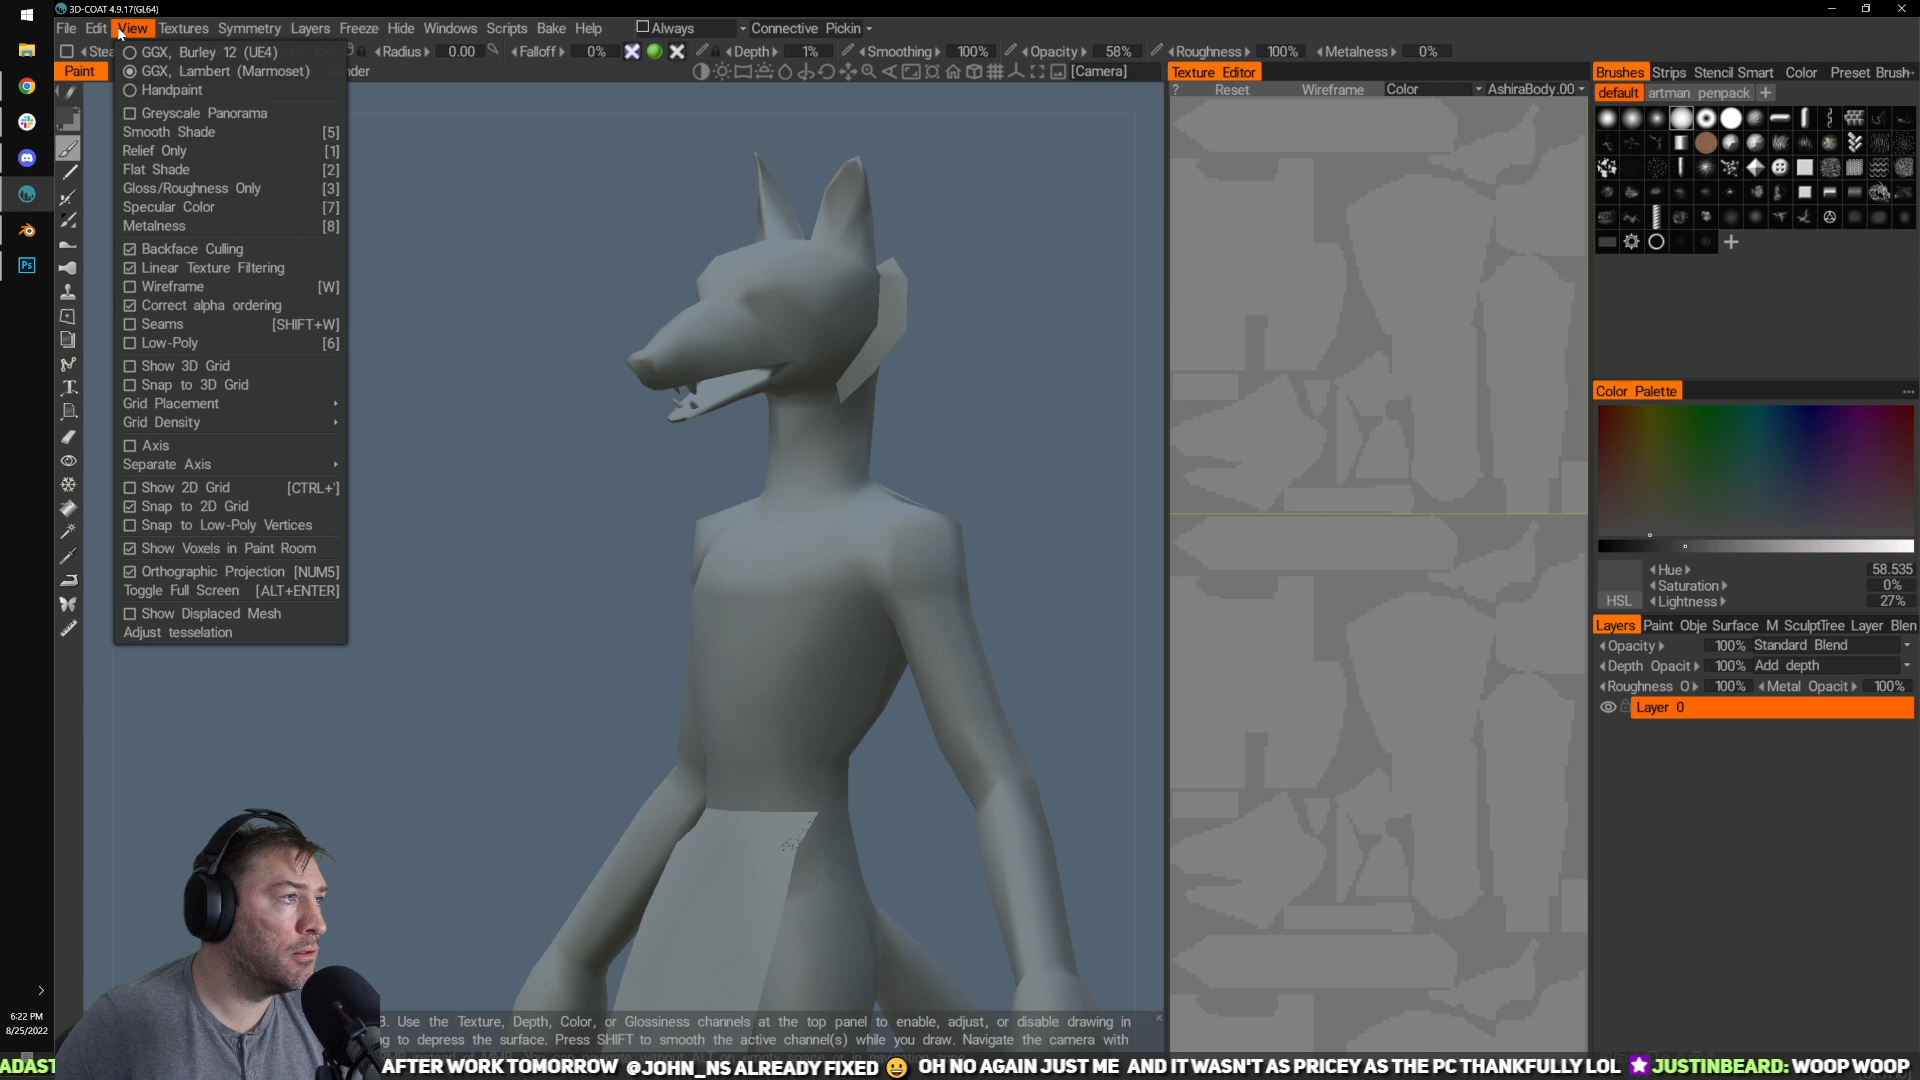 3D-COAT 4.9.17(GL64)
File Edit View Textures Symmetry Layers Freeze Hide Windows Scripts Bake Help Always Connective Pickin
Radius 0.00 Falloff 0% Depth 1% Smoothing 100% Opacity 58% Roughness 100% Metalness 0%
Paint
[Camera]
GGX, Burley 12 (UE4)
GGX, Lambert (Marmoset)
Handpaint
Greyscale Panorama
Smooth Shade [5]
Relief Only [1]
Flat Shade [2]
Gloss/Roughness Only [3]
Specular Color [7]
Metalness [8]
Backface Culling
Linear Texture Filtering
Wireframe [W]
Correct alpha ordering
Seams [SHIFT+W]
Low-Poly [6]
Show 3D Grid
Snap to 3D Grid
Grid Placement
Grid Density
Axis
Separate Axis
Show 2D Grid [CTRL+']
Snap to 2D Grid
Snap to Low-Poly Vertices
Show Voxels in Paint Room
Orthographic Projection [NUM5]
Toggle Full Screen [ALT+ENTER]
Show Displaced Mesh
Adjust tesselation
Texture Editor
? Reset Wireframe Color AshiraBody.00
Brushes Strips Stencil Smart Color Preset Brush
default artman penpack +
Color Palette
Hue 58.535
Saturation 0%
HSL Lightness 27%
Layers Paint Obje Surface M SculptTree Layer Blen
Opacity 100% Standard Blend
Depth Opacit 100% Add depth
Roughness O 100% Metal Opacit 100%
Layer 0
Ps
6:22 PM
8/25/2022
B. Use the Texture, Depth, Color, or Glossiness channels at the top panel to enable, adjust, or disable drawing in
g to depress the surface. Press SHIFT to smooth the active channel(s) while you draw. Navigate the camera with
ADAST AFTER WORK TOMORROW @JOHN_NS ALREADY FIXED OH NO AGAIN JUST ME AND IT WASN'T AS PRICEY AS THE PC THANKFULLY LOL JUSTINBEARD: WOOP WOOP